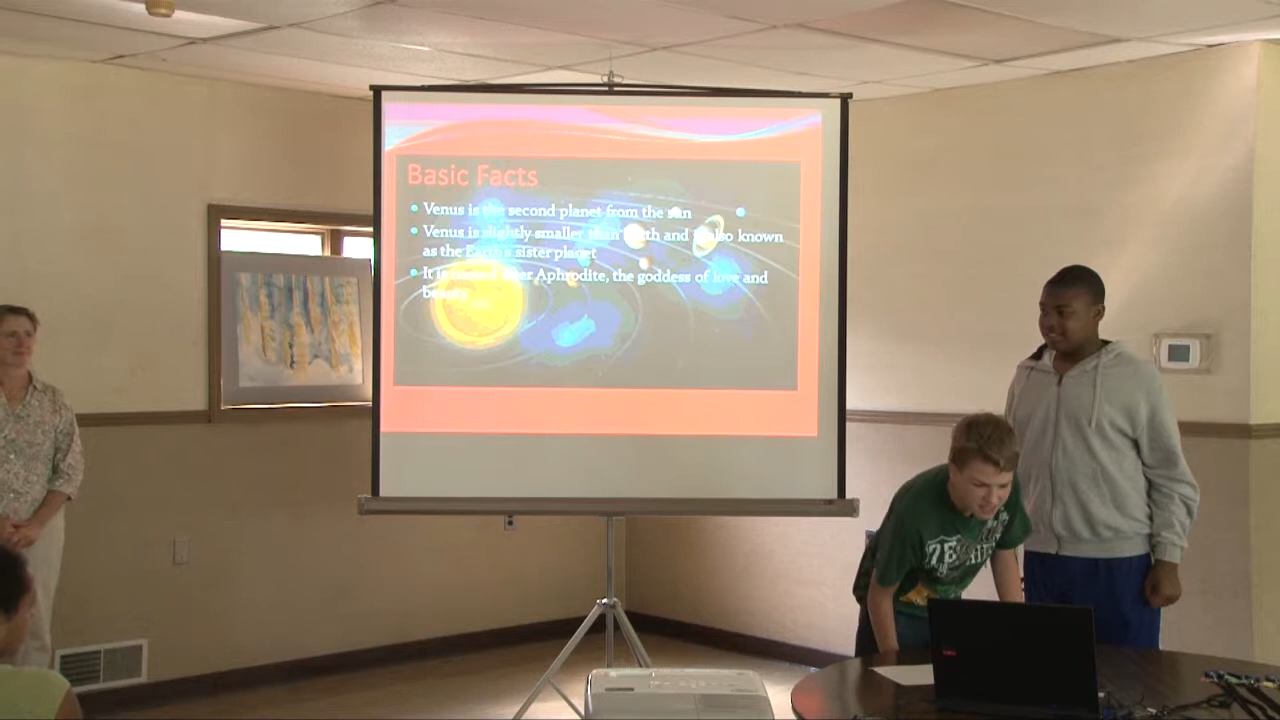 Basic Facts
Venus is the second planet from the sun
Venus is slightly smaller than Earth and is also known
as the Earth's sister planet
It is named after Aphrodite, the goddess of love and
beauty